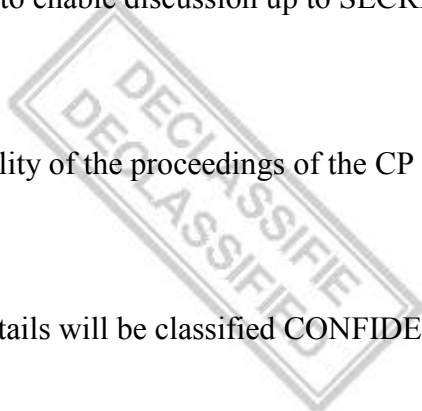 to enable discussion up to SECRE
DECLASSIFIE
DECLASSIFIED
lity of the proceedings of the CP
tails will be classified CONFIDE